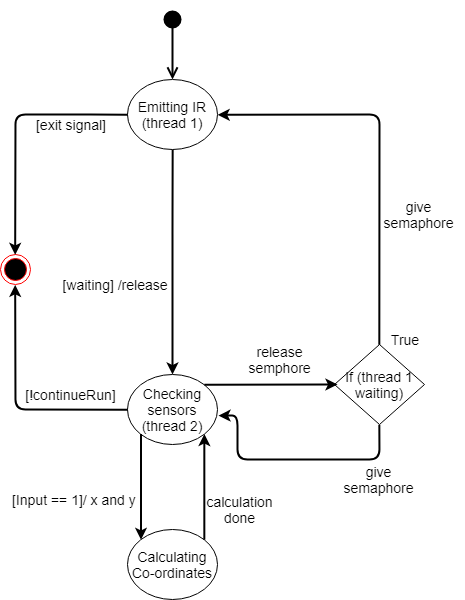 Emitting IR
(thread 1)
[exit signal]
give
semaphore
[waiting] /release
True
release
semphore
If (thread 1
waiting)
[!continueRun]
Checking
sensors
(thread 2)
give
semaphore
[Input == 1]/ x and y
calculation
done
Calculating
Co-ordinates